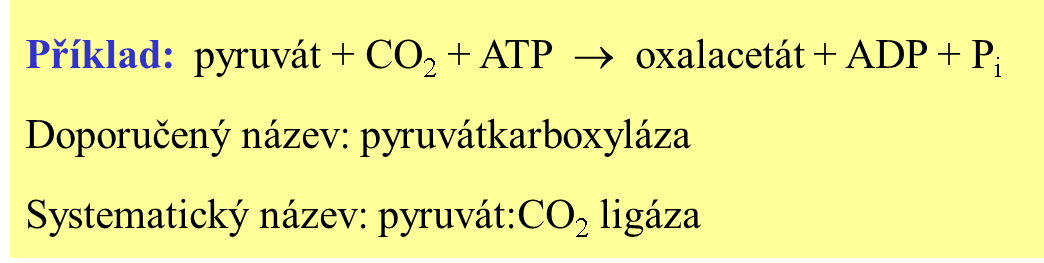 Příklad: pyruvát + CO₂ + ATP → oxalacetát + ADP + Pᵢ
Doporučený název: pyruvátkarboxyláza
Systematický název: pyruvát:CO₂ ligáza